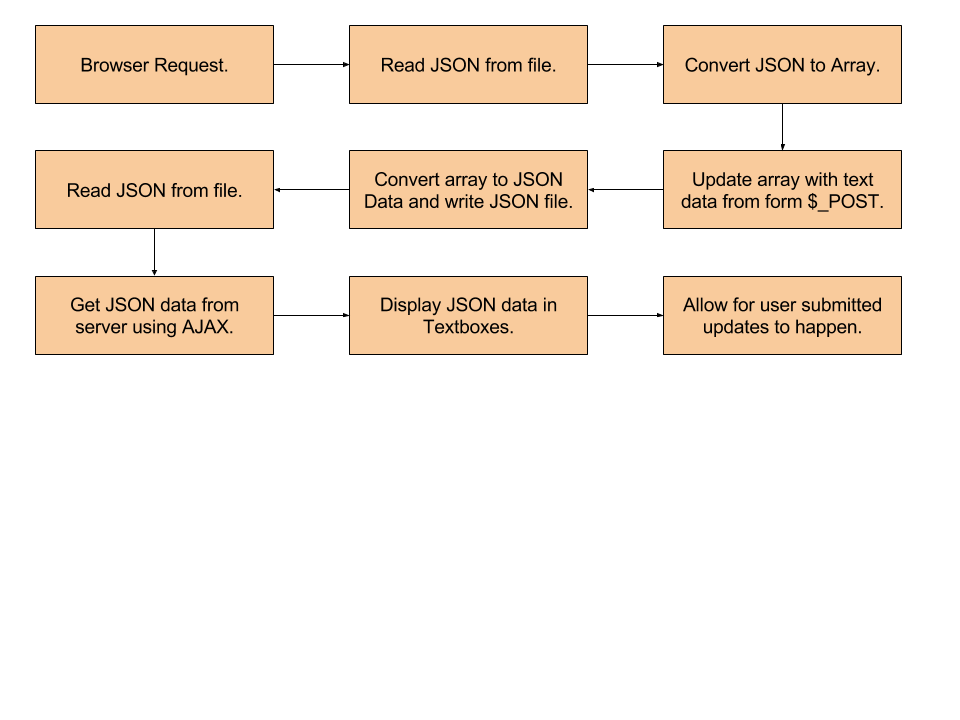 Browser Request.
Read JSON from file.
Convert JSON to Array.
Update array with text
data from form $_POST.
Convert array to JSON
Data and write JSON file.
Read JSON from file.
Get JSON data from
server using AJAX.
Display JSON data in
Textboxes.
Allow for user submitted
updates to happen.